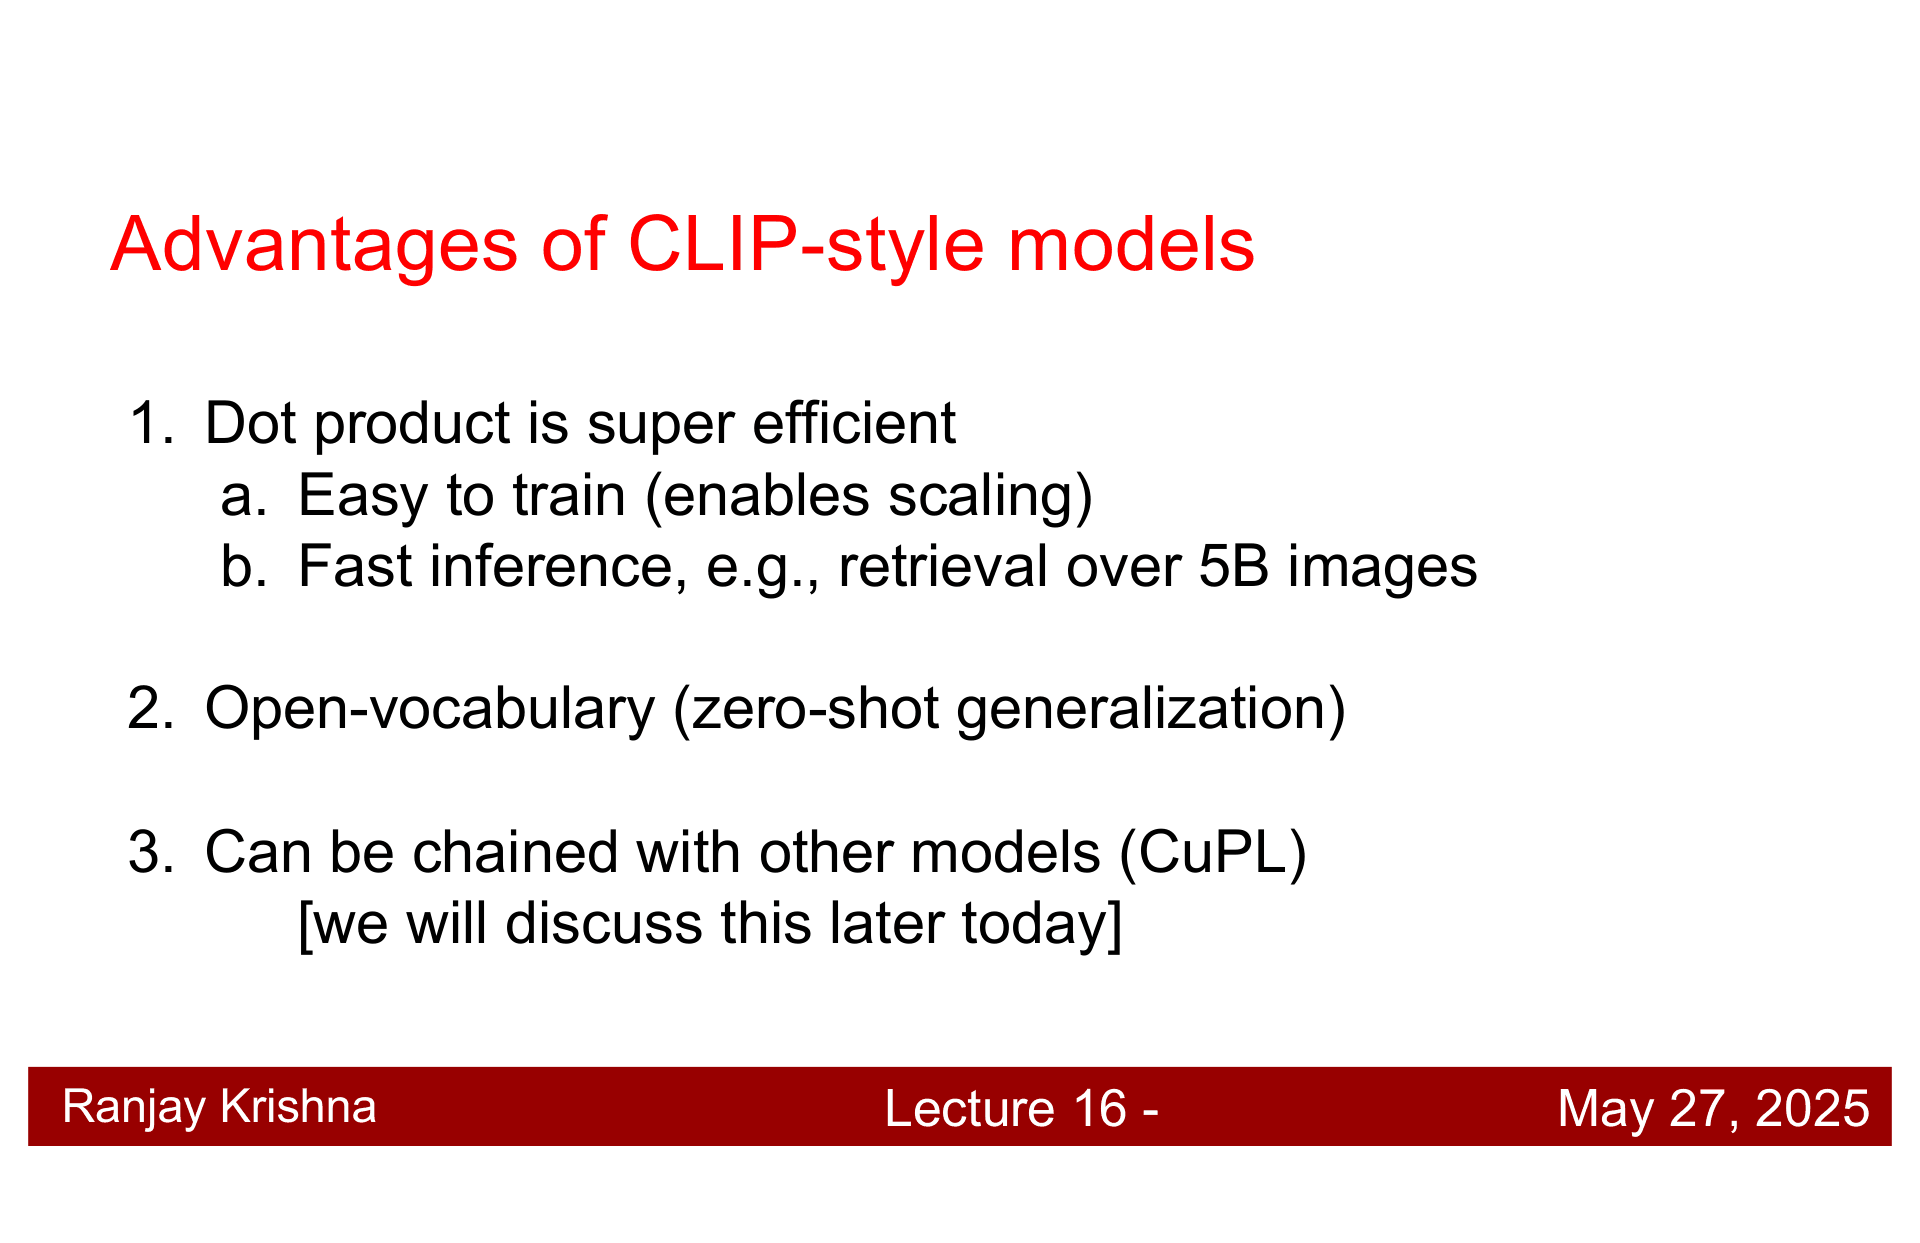 Advantages of CLIP-style models
1. Dot product is super efficient
a. Easy to train (enables scaling)
b. Fast inference, e.g., retrieval over 5B images
2. Open-vocabulary (zero-shot generalization)
3. Can be chained with other models (CuPL)
[we will discuss this later today]
Ranjay Krishna Lecture 16 - May 27, 2025